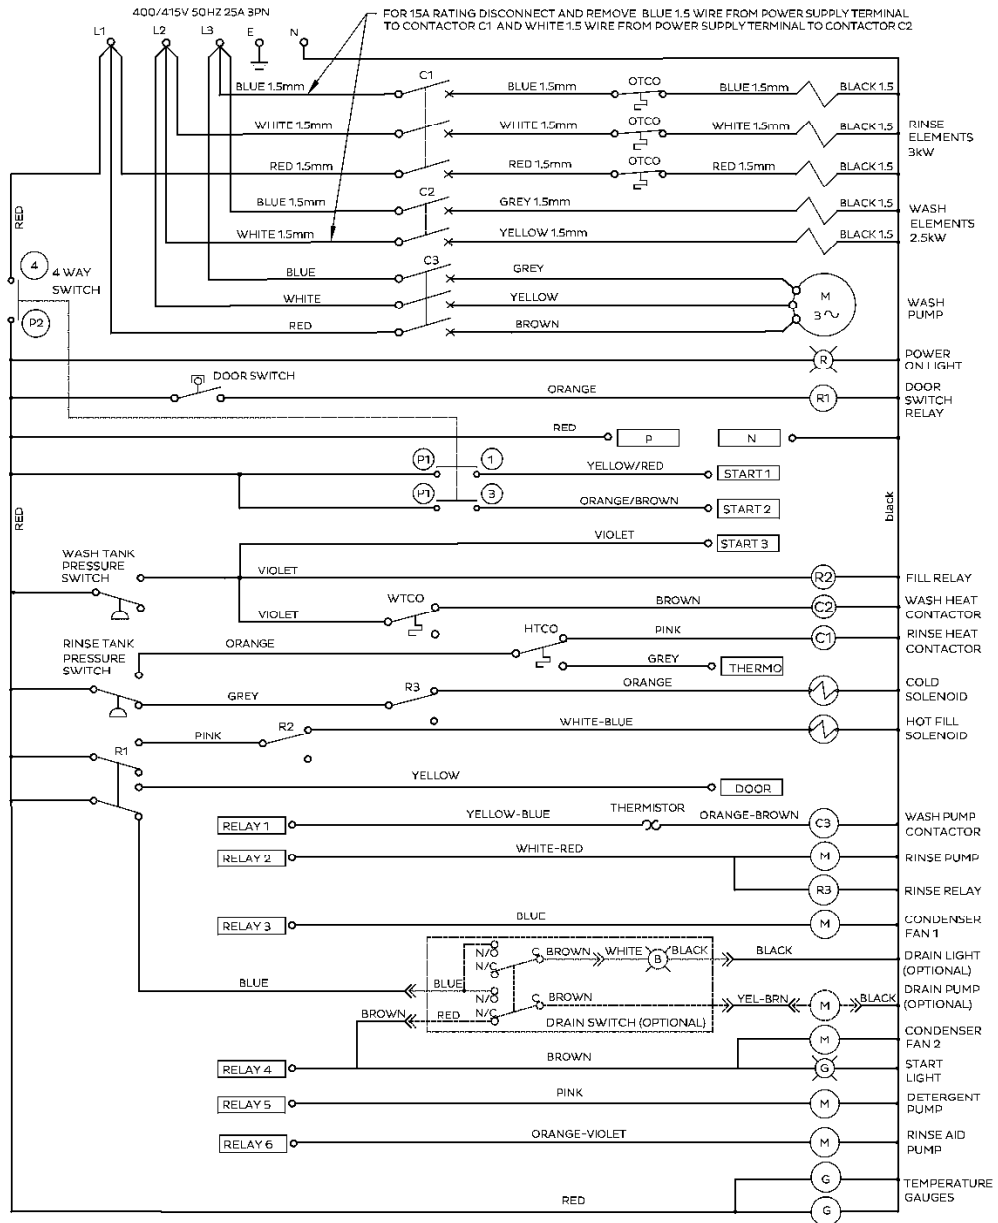 400/415V 50HZ 25A 3PN
FOR 15A RATING DISCONNECT AND REMOVE BLUE 1.5 WIRE FROM POWER SUPPLY TERMINAL
TO CONTACTOR C1 AND WHITE 1.5 WIRE FROM POWER SUPPLY TERMINAL TO CONTACTOR C2
L1 L2 L3 E N
C1
BLUE 1.5mm BLUE 1.5mm OTCO BLUE 1.5mm BLACK 1.5
WHITE 1.5mm WHITE 1.5mm OTCO WHITE 1.5mm BLACK 1.5
RINSE
ELEMENTS
3kW
RED 1.5mm RED 1.5mm OTCO RED 1.5mm BLACK 1.5
C2
BLUE 1.5mm GREY 1.5mm BLACK 1.5
WHITE 1.5mm YELLOW 1.5mm BLACK 1.5
WASH
ELEMENTS
2.5kW
RED
4
4 WAY
SWITCH
P2
C3
BLUE GREY
WHITE YELLOW
RED BROWN
M
3~
WASH
PUMP
R
POWER
ON LIGHT
DOOR SWITCH
ORANGE
R1
DOOR
SWITCH
RELAY
RED
P
N
P1 1
YELLOW/RED
START 1
P1 3
ORANGE/BROWN
START 2
RED
black
VIOLET
START 3
WASH TANK
PRESSURE
SWITCH
VIOLET
R2
FILL RELAY
VIOLET
WTCO
BROWN
C2
WASH HEAT
CONTACTOR
RINSE TANK
PRESSURE
SWITCH
ORANGE
HTCO
PINK
C1
RINSE HEAT
CONTACTOR
GREY
THERMO
GREY
R3
ORANGE
COLD
SOLENOID
PINK
R2
WHITE-BLUE
HOT FILL
SOLENOID
R1
YELLOW
DOOR
RELAY 1
YELLOW-BLUE
THERMISTOR
ORANGE-BROWN
C3
WASH PUMP
CONTACTOR
RELAY 2
WHITE-RED
M
RINSE PUMP
R3
RINSE RELAY
RELAY 3
BLUE
M
CONDENSER
FAN 1
N/O
N/C
C
BROWN
WHITE
B
BLACK
BLACK
DRAIN LIGHT
(OPTIONAL)
BLUE
BLUE
N/O
N/C
C
BROWN
YEL-BRN
M
BLACK
DRAIN PUMP
(OPTIONAL)
BROWN
RED
DRAIN SWITCH (OPTIONAL)
M
CONDENSER
FAN 2
RELAY 4
BROWN
G
START
LIGHT
RELAY 5
PINK
M
DETERGENT
PUMP
RELAY 6
ORANGE-VIOLET
M
RINSE AID
PUMP
G
TEMPERATURE
GAUGES
RED
G